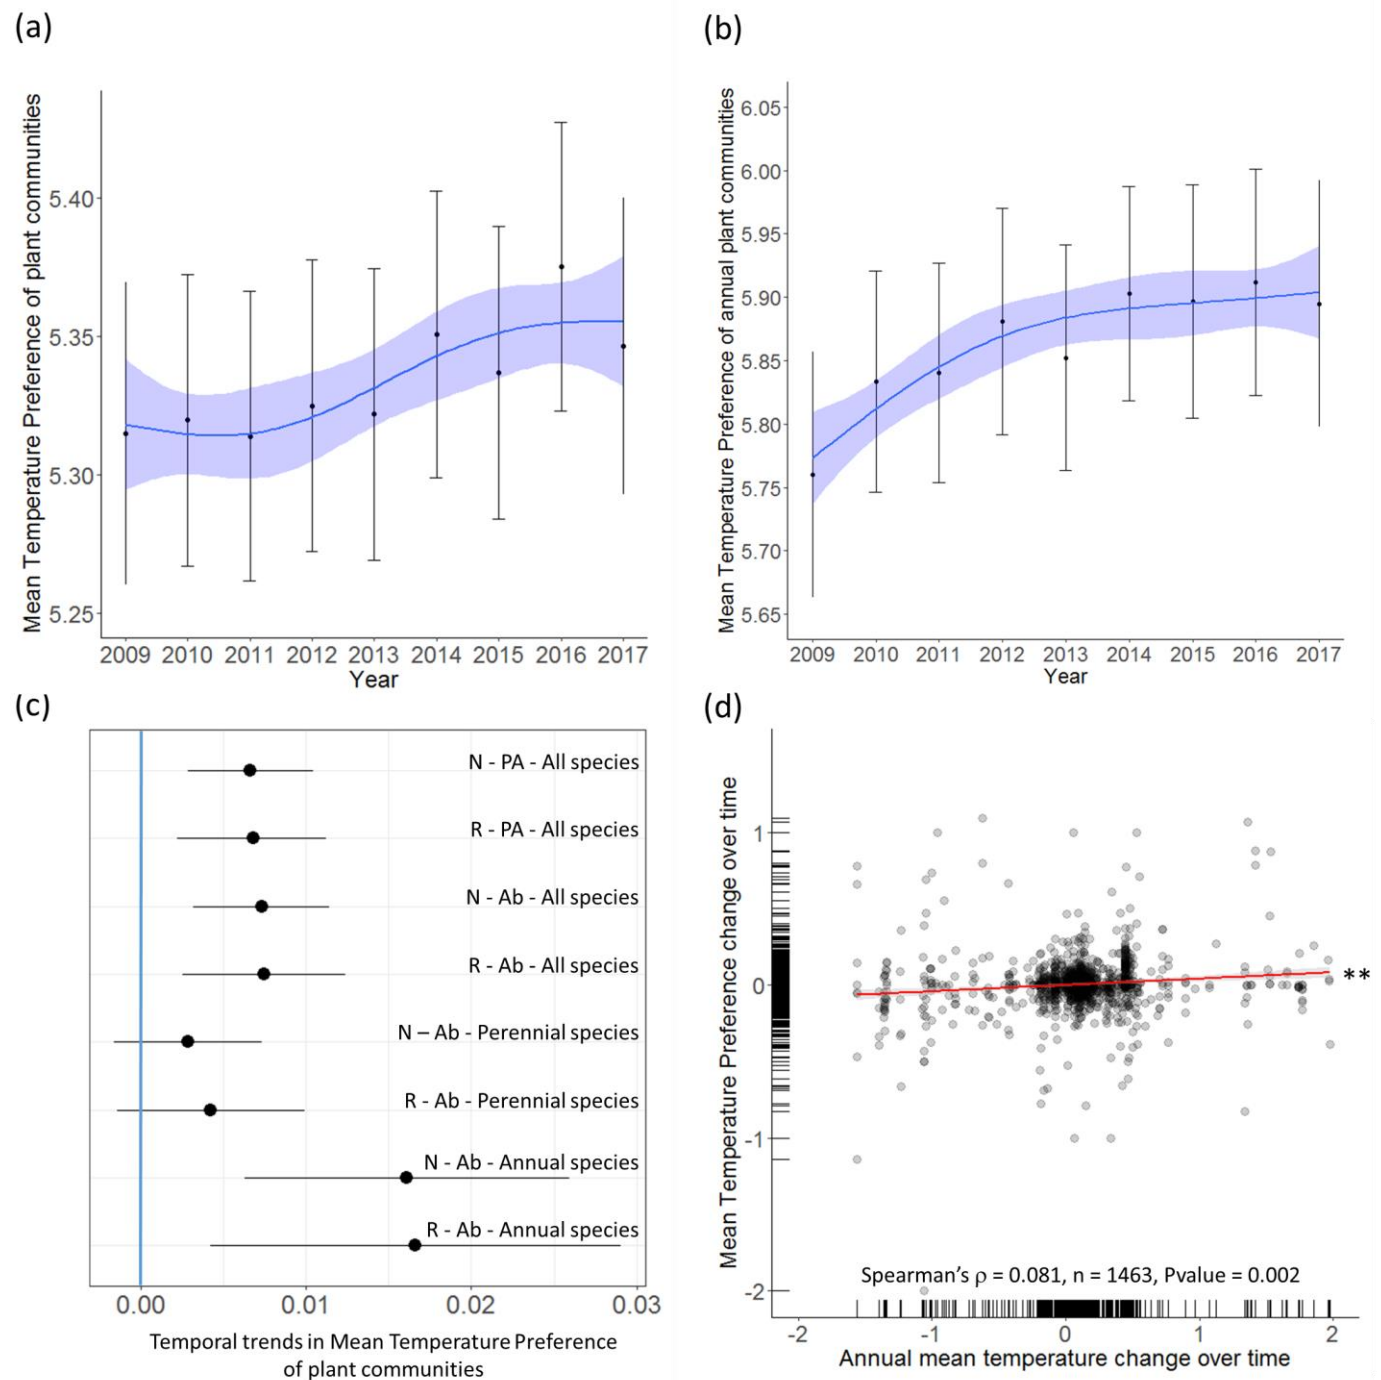 (a)
Mean Temperature Preference of plant communities
5.40
5.35
5.30
5.25
2009 2010 2011 2012 2013 2014 2015 2016 2017
Year
(b)
Mean Temperature Preference of annual plant communities
6.05
6.00
5.95
5.90
5.85
5.80
5.75
5.70
5.65
2009 2010 2011 2012 2013 2014 2015 2016 2017
Year
(c)
N - PA - All species
R - PA - All species
N - Ab - All species
R - Ab - All species
N – Ab - Perennial species
R - Ab - Perennial species
N - Ab - Annual species
R - Ab - Annual species
0.00 0.01 0.02 0.03
Temporal trends in Mean Temperature Preference
of plant communities
(d)
Mean Temperature Preference change over time
1
0
-1
-2
**
Spearman's ρ = 0.081, n = 1463, Pvalue = 0.002
-2 -1 0 1 2
Annual mean temperature change over time